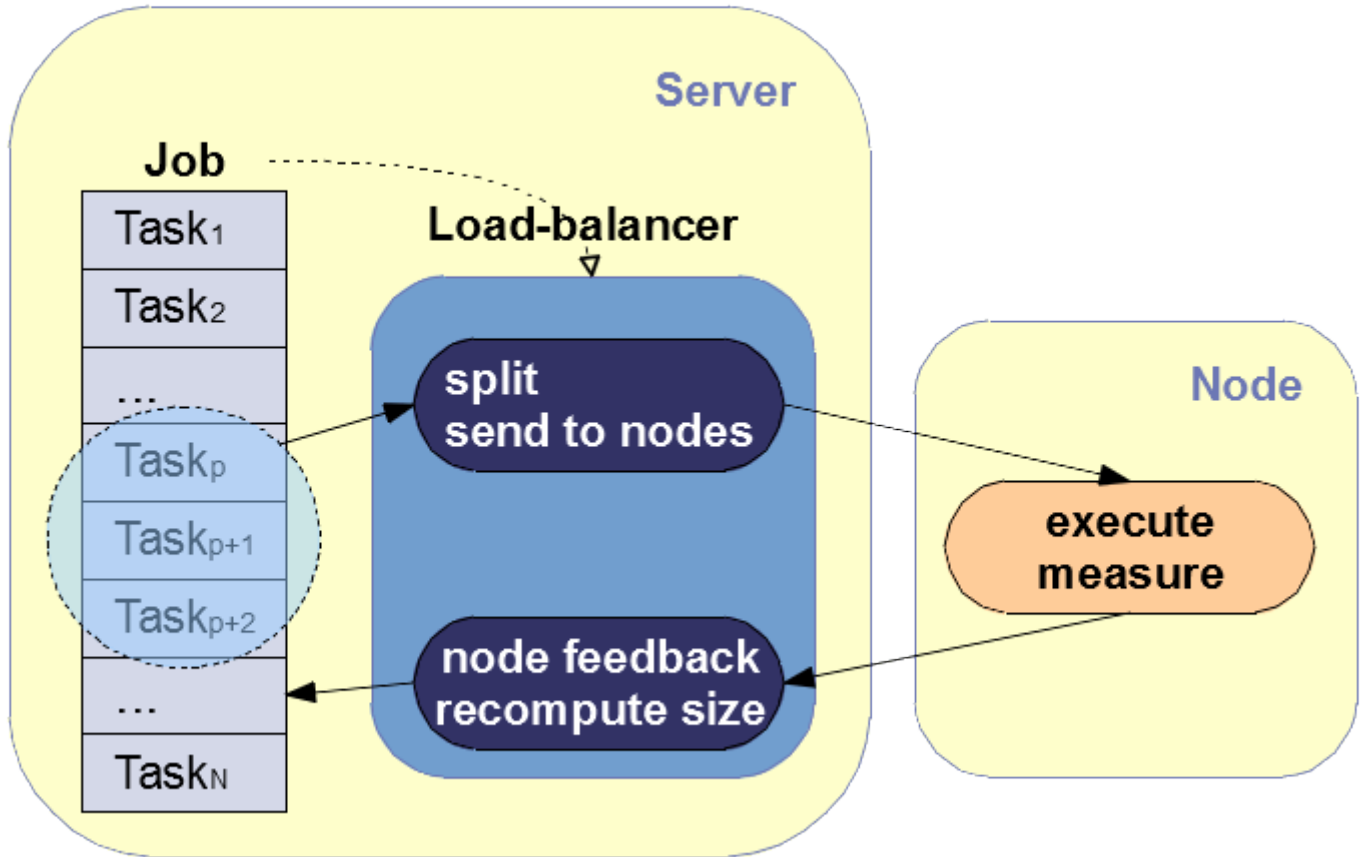 Server
Job
Task1
Load-balancer
Task2
...
split
send to nodes
Node
Taskp
Taskp+1
execute
measure
Taskp+2
node feedback
recompute size
...
TaskN